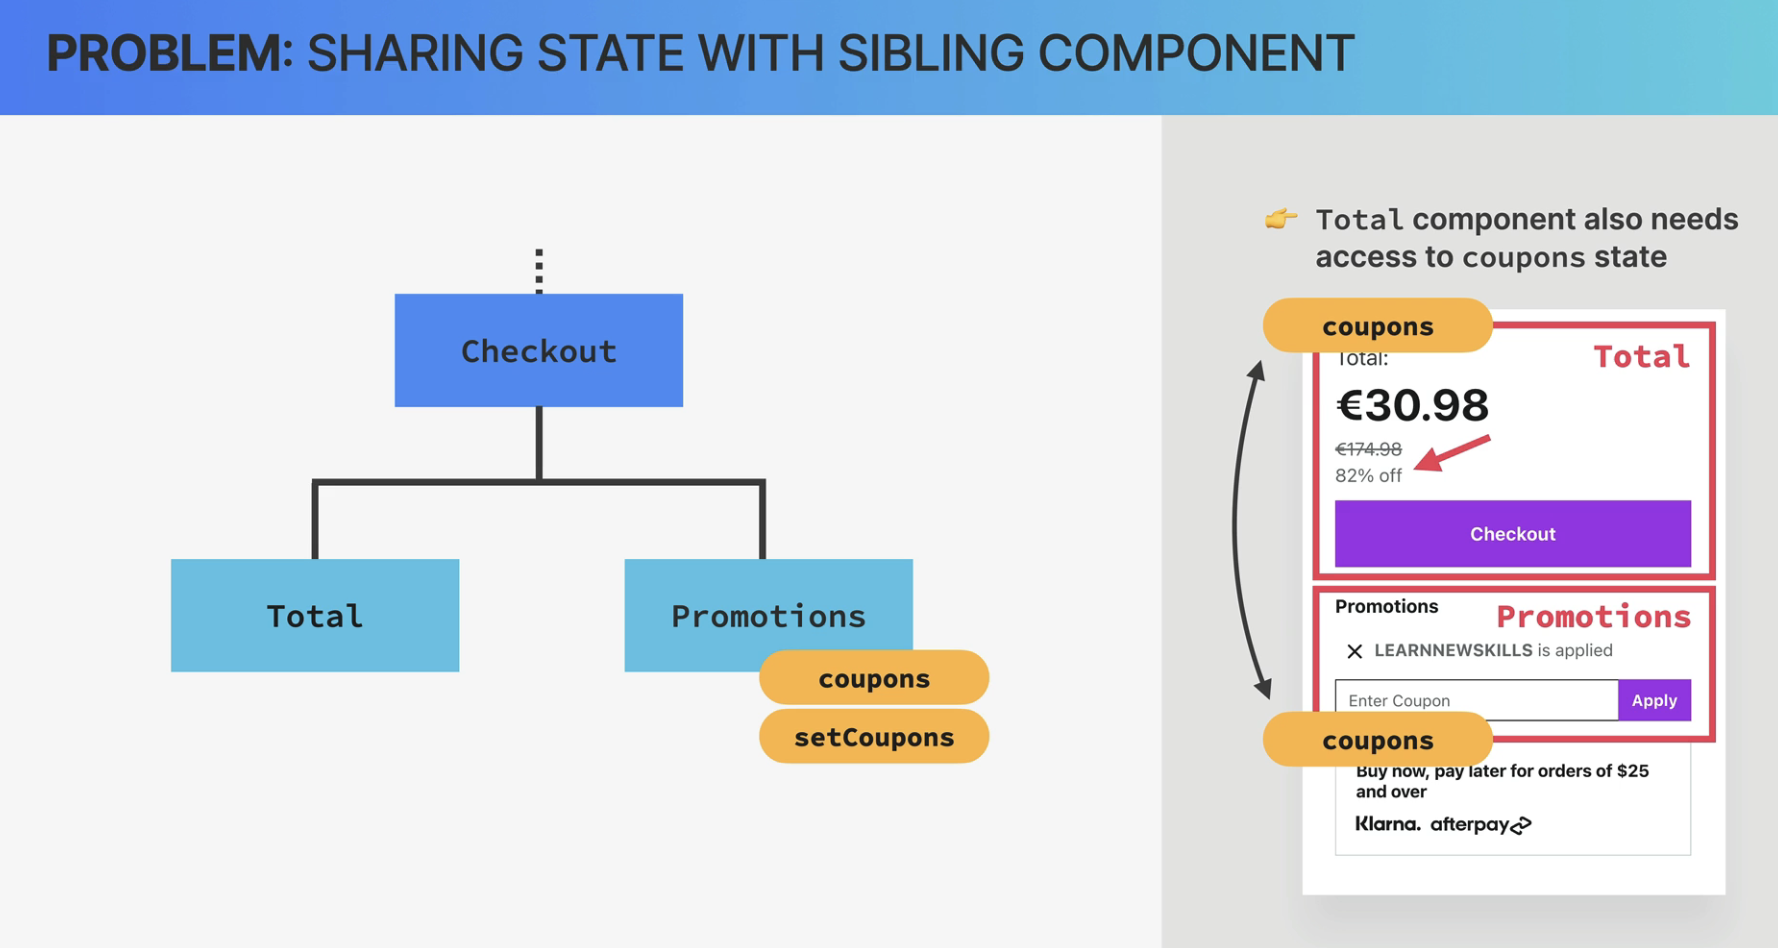 PROBLEM: SHARING STATE WITH SIBLING COMPONENT
Checkout
Total
Promotions
coupons
setCoupons
Total component also needs
access to coupons state
coupons
Total
Total:
€30.98
€174.98
82% off
Checkout
Promotions
Promotions
LEARNNEWSKILLS is applied
Enter Coupon
Apply
coupons
Buy now, pay later for orders of $25
and over
Klarna. afterpay